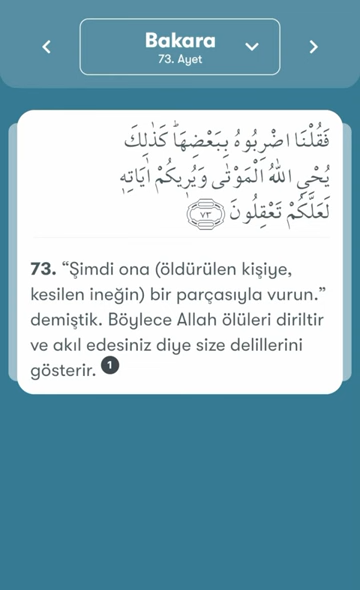 Bakara
73. Ayet
فَقُلْنَا اضْرِبُوهُ بِبَعْضِهَاۜ كَذٰلِكَ
يُحْيِ اللّٰهُ الْمَوْتٰى وَيُر۪يكُمْ اٰيَاتِه۪
لَعَلَّكُمْ تَعْقِلُونَ ﴿٧٣﴾
73. “Şimdi ona (öldürülen kişiye,
kesilen ineğin) bir parçasıyla vurun.”
demiştik. Böylece Allah ölüleri diriltir
ve akıl edesiniz diye size delillerini
gösterir. 1